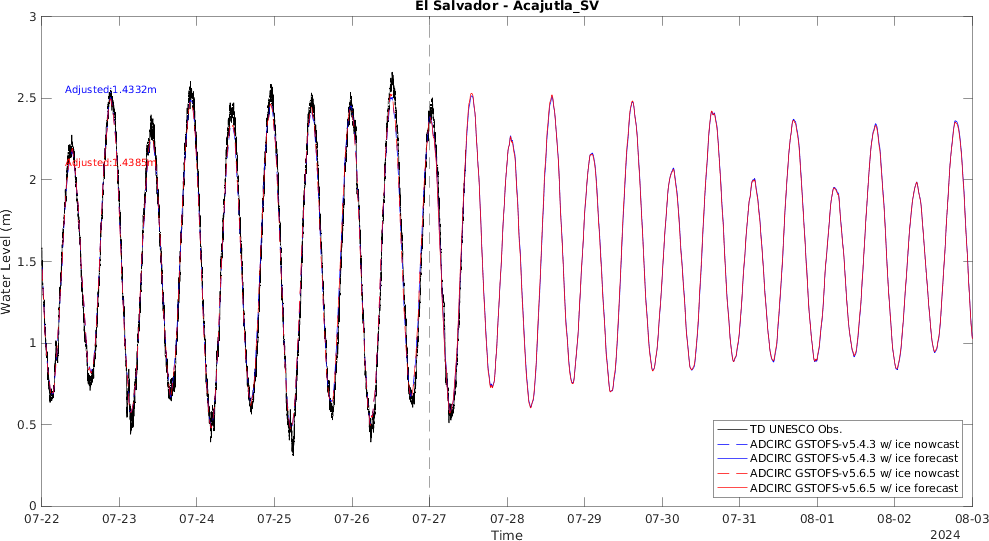 El Salvador - Acajutla_SV
3
2.5
2
1.5
1
0.5
0
Water Level (m)
Adjusted:1.4332m
Adjusted:1.4385m
TD UNESCO Obs.
ADCIRC GSTOFS-v5.4.3 w/ ice nowcast
ADCIRC GSTOFS-v5.4.3 w/ ice forecast
ADCIRC GSTOFS-v5.6.5 w/ ice nowcast
ADCIRC GSTOFS-v5.6.5 w/ ice forecast
07-22 07-23 07-24 07-25 07-26 07-27 07-28 07-29 07-30 07-31 08-01 08-02 08-03
Time
2024